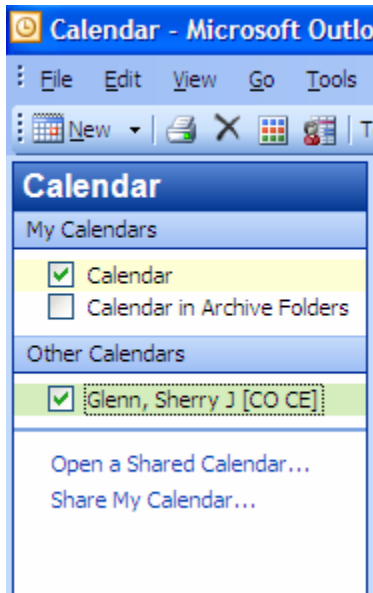 Calendar - Microsoft Outlo
File Edit View Go Tools
New T
Calendar
My Calendars
Calendar
Calendar in Archive Folders
Other Calendars
Glenn, Sherry J [CO CE]
Open a Shared Calendar...
Share My Calendar...